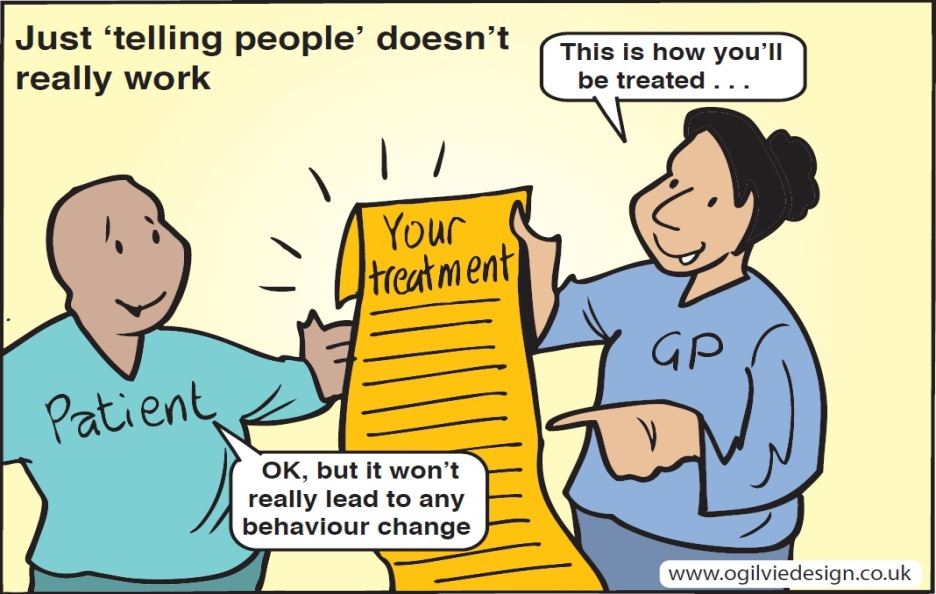 Just ‘telling people’ doesn’t
really work
This is how you’ll
be treated . . .
Your
treatment
GP
Patient
OK, but it won’t
really lead to any
behaviour change
www.ogilviedesign.co.uk